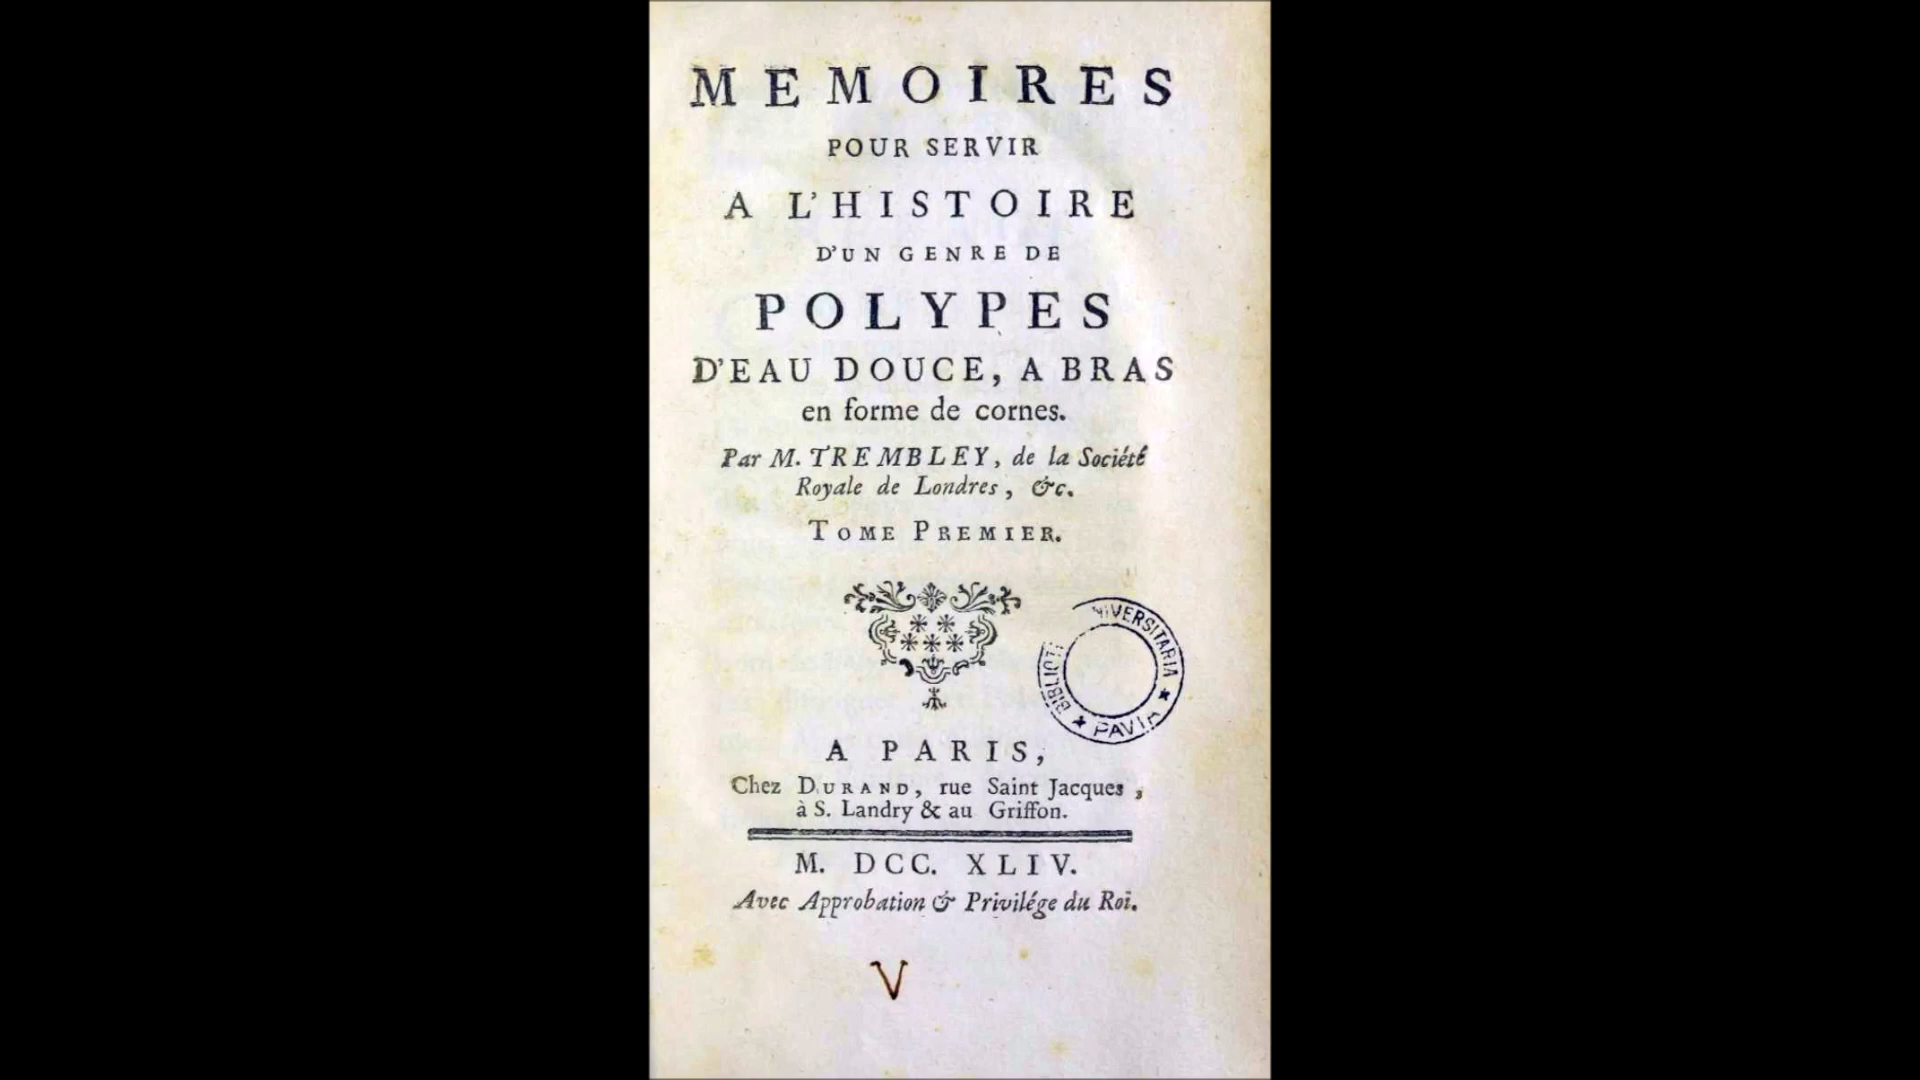 MEMOIRES
POUR SERVIR
A L'HISTOIRE
D'UN GENRE DE
POLYPES
D'EAU DOUCE, A BRAS
en forme de cornes.
Par M. TREMBLEY, de la Société
Royale de Londres, &c.
TOME PREMIER.
A PARIS,
Chez DURAND, rue Saint Jacques,
à S. Landry & au Griffon.
M. DCC. XLIV.
Avec Approbation & Privilége du Roi.
V
PAVIA